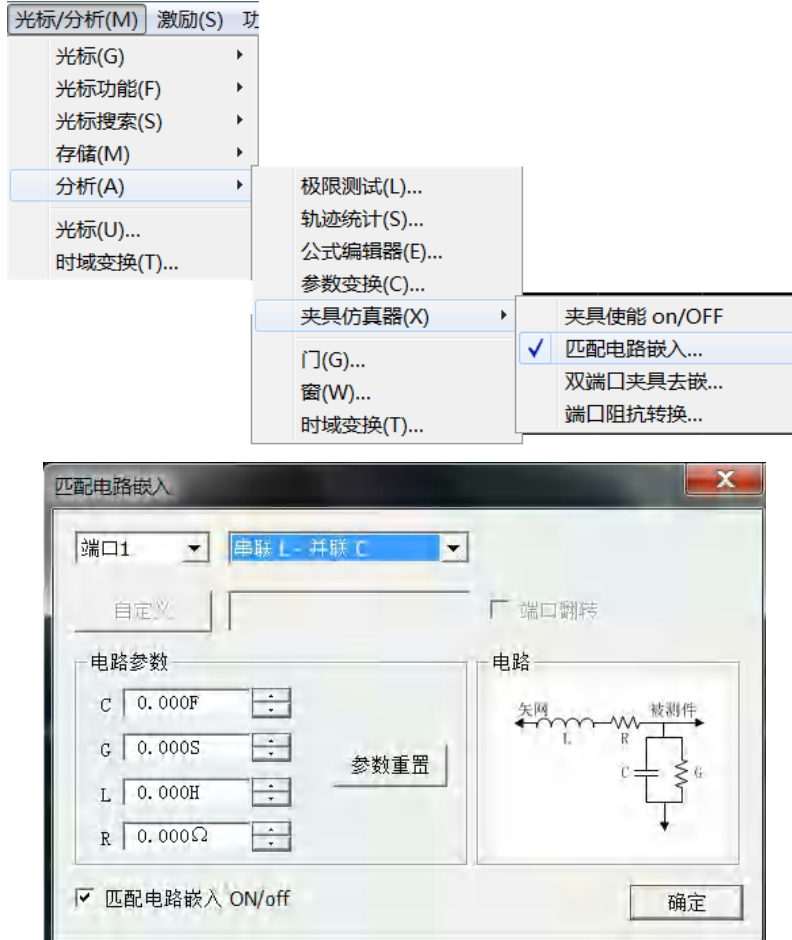 光标/分析(M) 激励(S) 功
光标(G)
光标功能(F)
光标搜索(S)
存储(M)
分析(A)
光标(U)...
时域变换(T)...
极限测试(L)...
轨迹统计(S)...
公式编辑器(E)...
参数变换(C)...
夹具仿真器(X)
门(G)...
窗(W)...
时域变换(T)...
夹具使能 on/OFF
匹配电路嵌入...
双端口夹具去嵌...
端口阻抗转换...
匹配电路嵌入
端口1 串联 L - 并联 C
自定义 端口翻转
电路参数
C 0.000F
G 0.000S
L 0.000H
R 0.000Ω
参数重置
电路
矢网 被测件
L R
C G
匹配电路嵌入 ON/off
确定